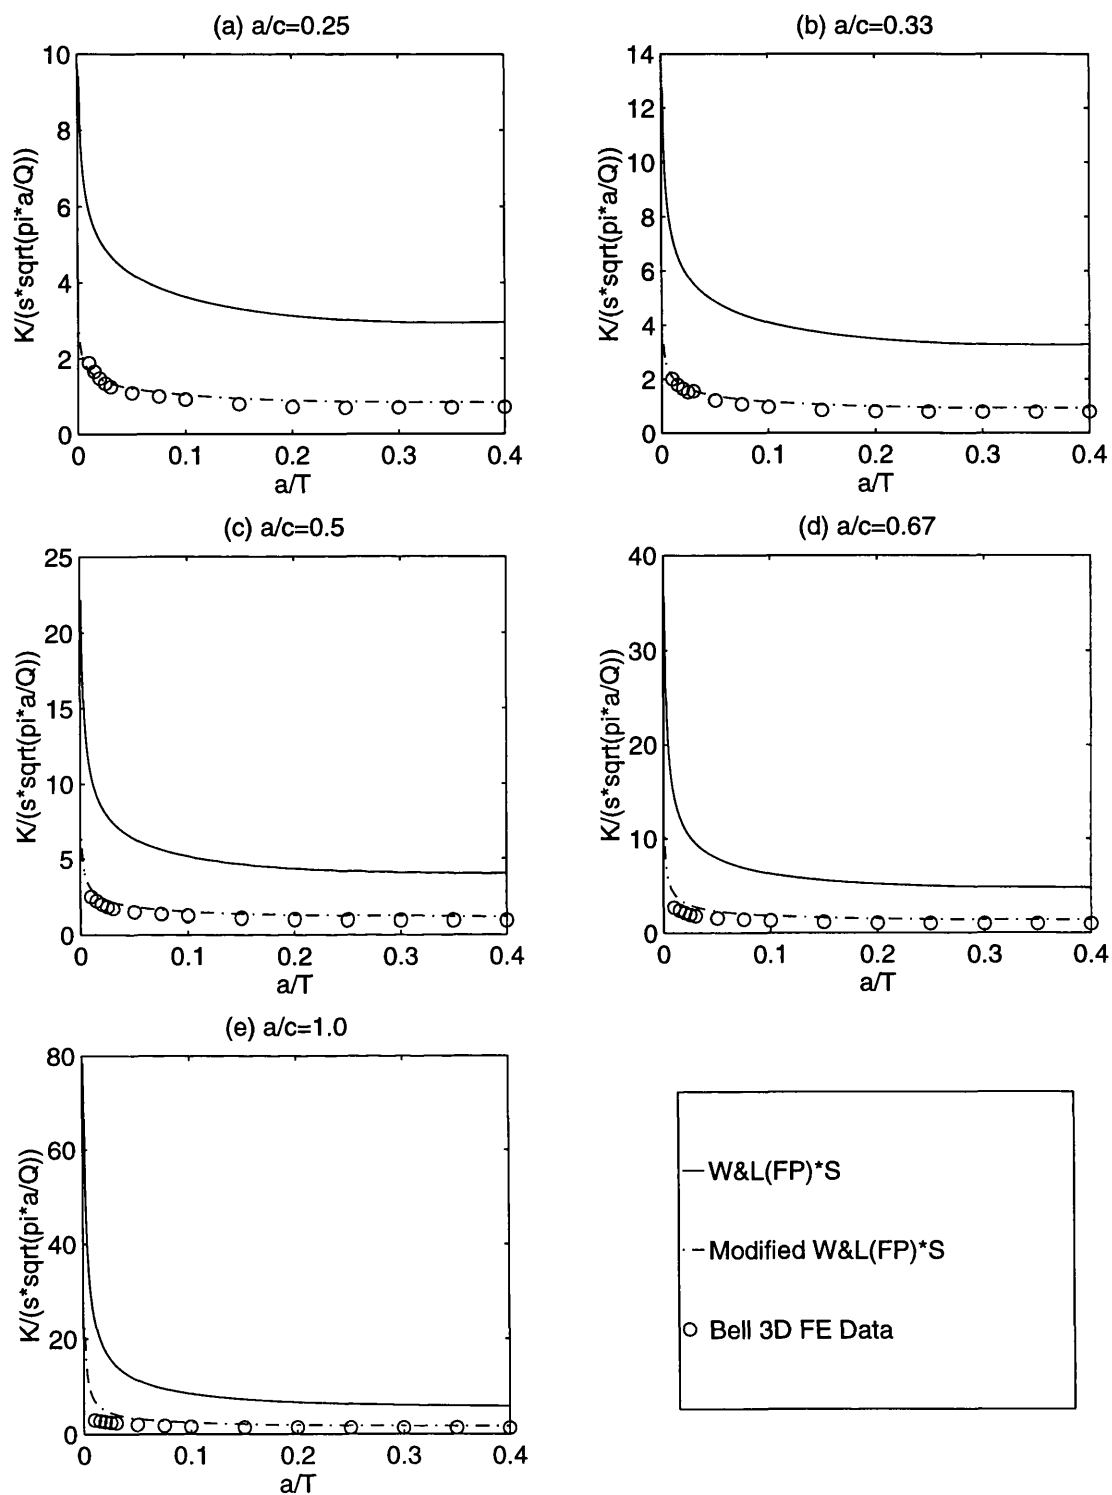 (a) a/c=0.25
10
8
6
4
2
0
K/(s*sqrt(pi*a/Q))
0 0.1 0.2 0.3 0.4
a/T
(b) a/c=0.33
14
12
10
8
6
4
2
0
K/(s*sqrt(pi*a/Q))
0 0.1 0.2 0.3 0.4
a/T
(c) a/c=0.5
25
20
15
10
5
0
K/(s*sqrt(pi*a/Q))
0 0.1 0.2 0.3 0.4
a/T
(d) a/c=0.67
40
30
20
10
0
K/(s*sqrt(pi*a/Q))
0 0.1 0.2 0.3 0.4
a/T
(e) a/c=1.0
80
60
40
20
0
K/(s*sqrt(pi*a/Q))
0 0.1 0.2 0.3 0.4
a/T
W&L(FP)*S
Modified W&L(FP)*S
Bell 3D FE Data